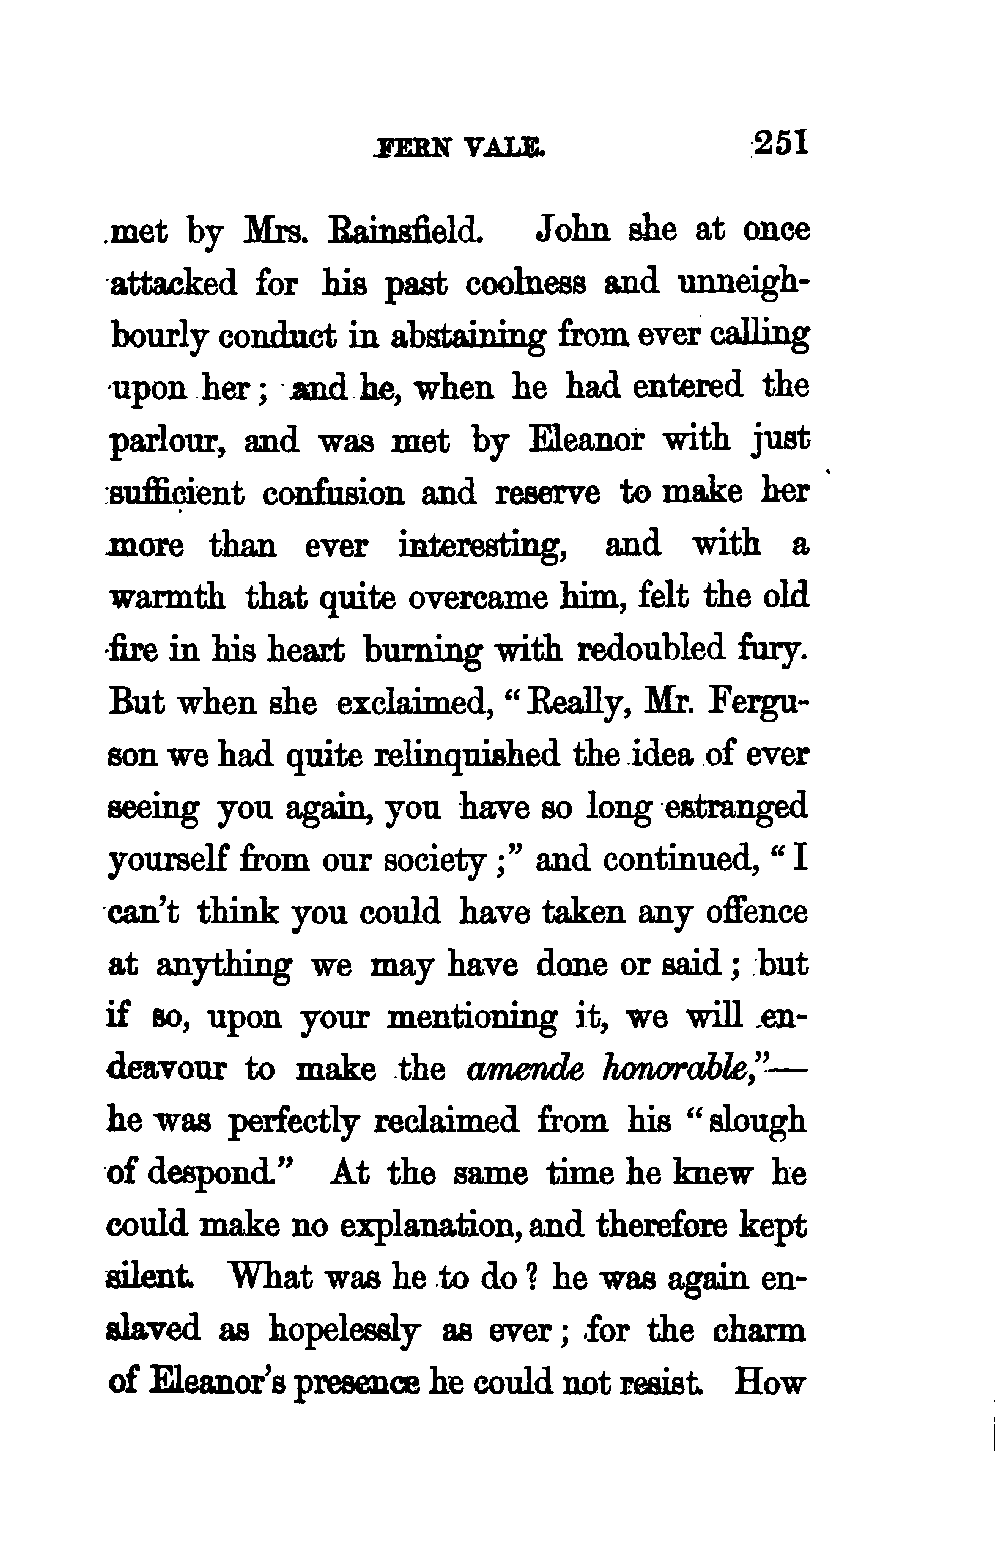 FERN VALE. 251
met by Mrs. Rainsfield. John she at once
attacked for his past coolness and unneigh-
bourly conduct in abstaining from ever calling
upon her; and he, when he had entered the
parlour, and was met by Eleanor with just
sufficient confusion and reserve to make her
more than ever interesting, and with a
warmth that quite overcame him, felt the old
fire in his heart burning with redoubled fury.
But when she exclaimed, “Really, Mr. Fergu-
son we had quite relinquished the idea of ever
seeing you again, you have so long estranged
yourself from our society;” and continued, “I
can’t think you could have taken any offence
at anything we may have done or said; but
if so, upon your mentioning it, we will en-
deavour to make the amende honorable,”—
he was perfectly reclaimed from his “slough
of despond.” At the same time he knew he
could make no explanation, and therefore kept
silent. What was he to do? he was again en-
slaved as hopelessly as ever; for the charm
of Eleanor’s presence he could not resist. How